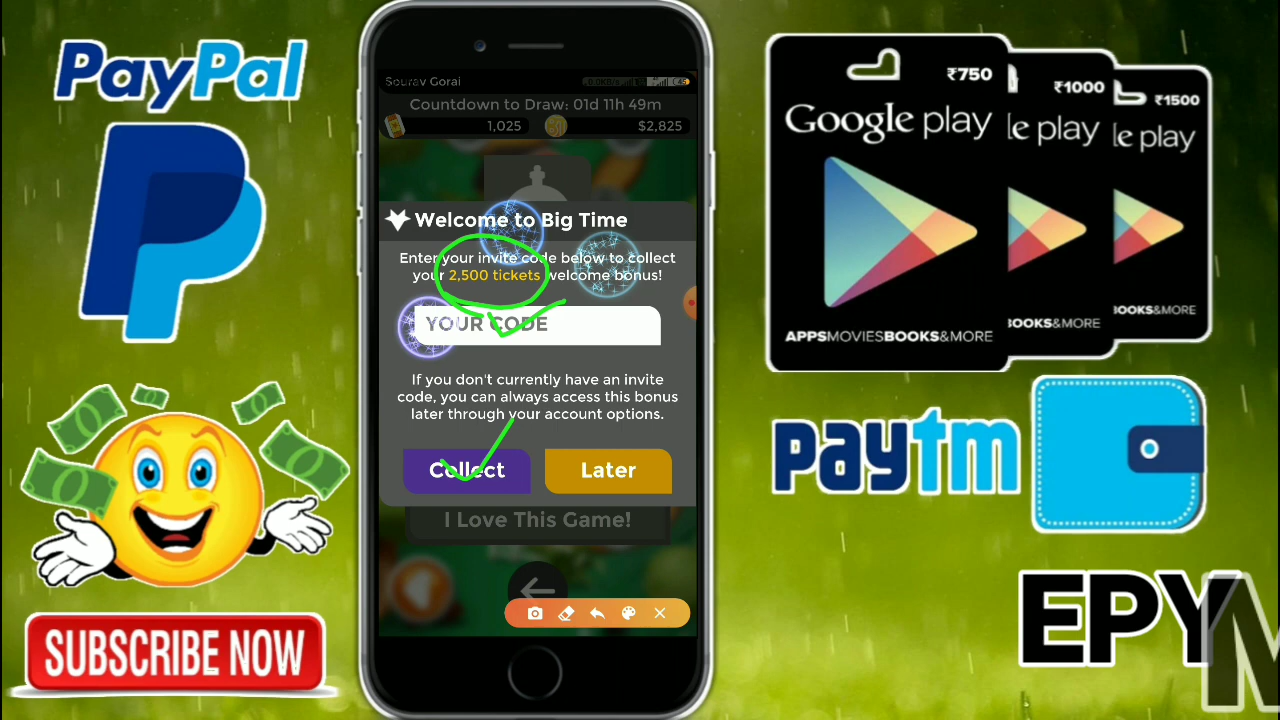 PayPal
SUBSCRIBE NOW
Sourav Gorai
Countdown to Draw: 01d 11h 49m
1,025
$2,825
Welcome to Big Time
Enter your invite code below to collect
your 2,500 tickets welcome bonus!
YOUR CODE
If you don't currently have an invite
code, you can always access this bonus
later through your account options.
Collect
Later
I Love This Game!
₹750
Google play
APPSMOVIESBOOKS&MORE
₹1000
le play
BOOKS&MORE
₹1500
le play
BOOKS&MORE
paytm
EPY
M